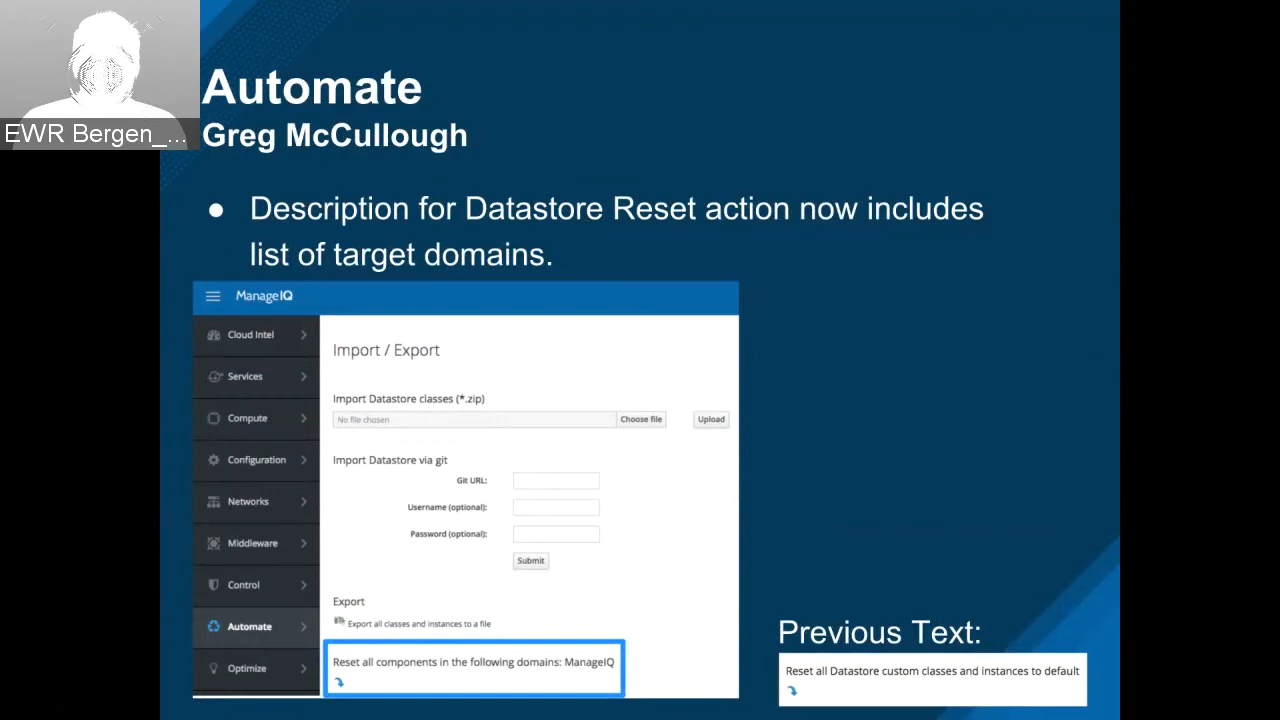 EWR Bergen_...
Automate
Greg McCullough
● Description for Datastore Reset action now includes
list of target domains.
ManageIQ
Cloud Intel
Services
Compute
Configuration
Networks
Middleware
Control
Automate
Optimize
Import / Export
Import Datastore classes (*.zip)
No file chosen
Choose file
Upload
Import Datastore via git
Git URL:
Username (optional):
Password (optional):
Submit
Export
Export all classes and instances to a file
Reset all components in the following domains: ManageIQ
Previous Text:
Reset all Datastore custom classes and instances to default